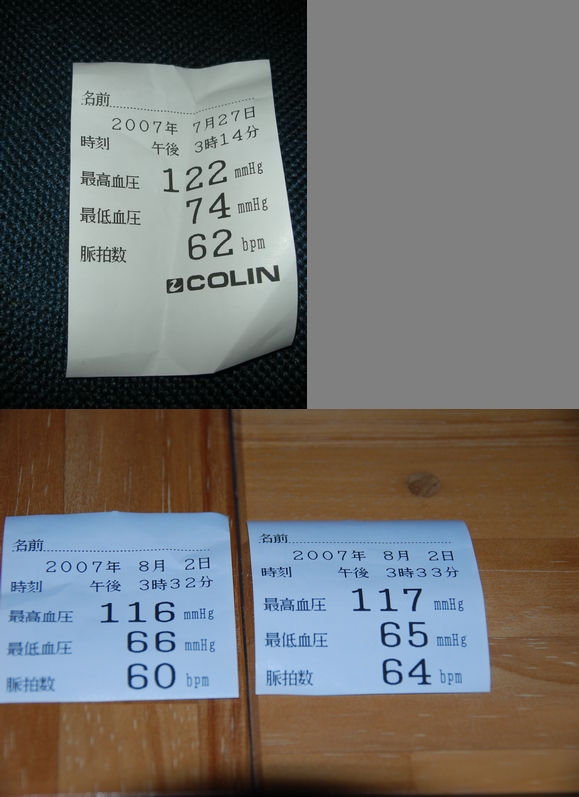 名前
2007年 7月27日
時刻 午後 3時14分
最高血圧 122 mmHg
最低血圧 74 mmHg
脈拍数 62 bpm
COLIN
名前
2007年 8月 2日
時刻 午後 3時32分
最高血圧 116 mmHg
最低血圧 66 mmHg
脈拍数 60 bpm
名前
2007年 8月 2日
時刻 午後 3時33分
最高血圧 117 mmHg
最低血圧 65 mmHg
脈拍数 64 bpm